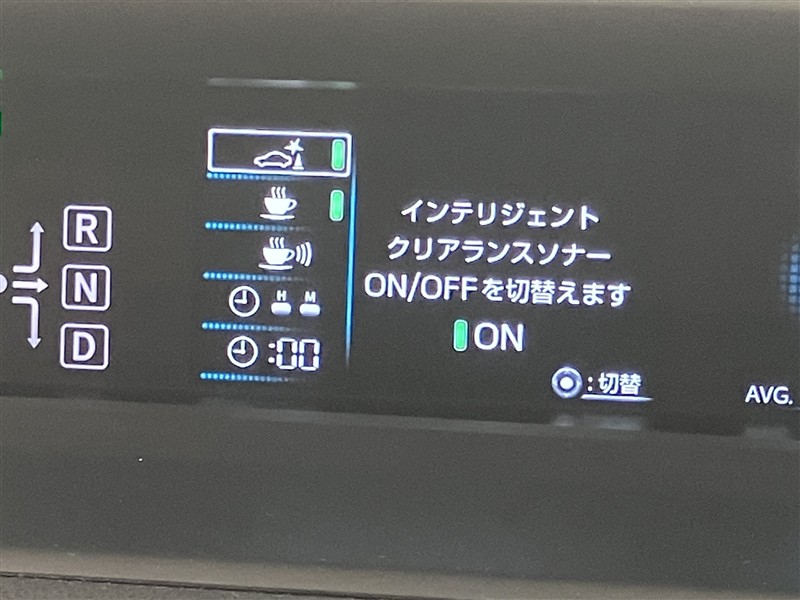 R
N
D
H M
:00
インテリジェント
クリアランスソナー
ON/OFFを切替えます
ON
:切替
AVG.